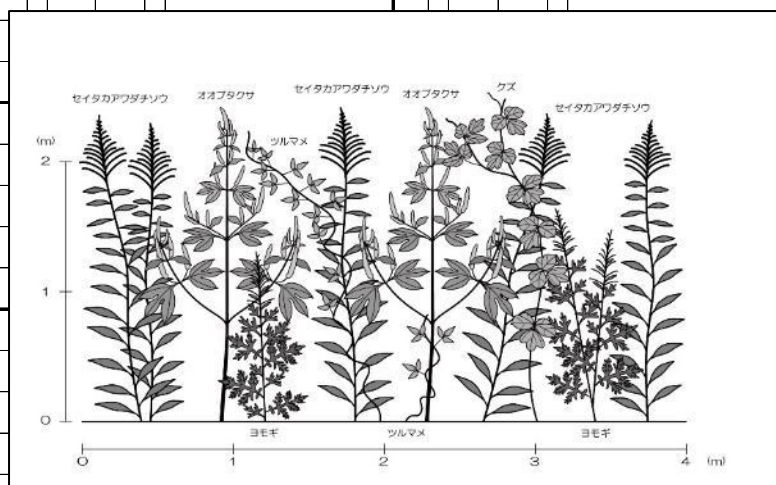 クズ
セイタカアワダチソウ オオブタクサ セイタカアワダチソウ オオブタクサ
セイタカアワダチソウ
ツルマメ
(m)
2
1
0
ヨモギ ツルマメ ヨモギ
0 1 2 3 4 (m)